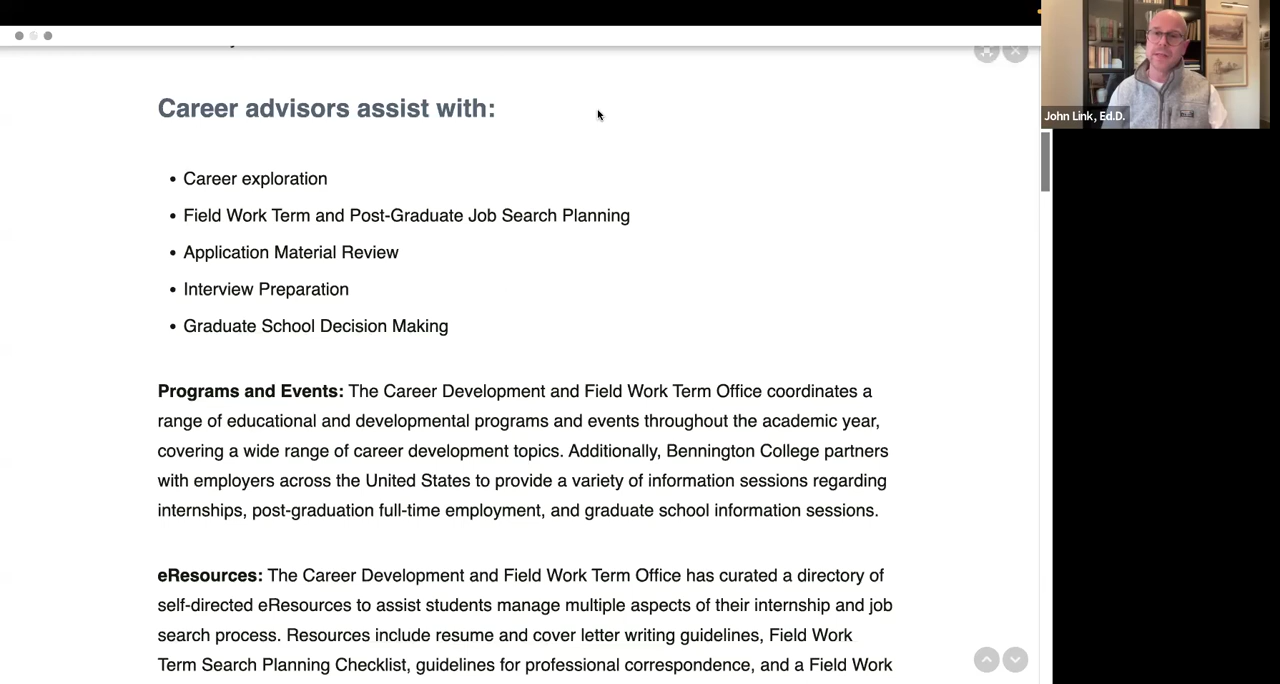 Career advisors assist with:
• Career exploration
• Field Work Term and Post-Graduate Job Search Planning
• Application Material Review
• Interview Preparation
• Graduate School Decision Making
Programs and Events: The Career Development and Field Work Term Office coordinates a
range of educational and developmental programs and events throughout the academic year,
covering a wide range of career development topics. Additionally, Bennington College partners
with employers across the United States to provide a variety of information sessions regarding
internships, post-graduation full-time employment, and graduate school information sessions.
eResources: The Career Development and Field Work Term Office has curated a directory of
self-directed eResources to assist students manage multiple aspects of their internship and job
search process. Resources include resume and cover letter writing guidelines, Field Work
Term Search Planning Checklist, guidelines for professional correspondence, and a Field Work
John Link, Ed.D.